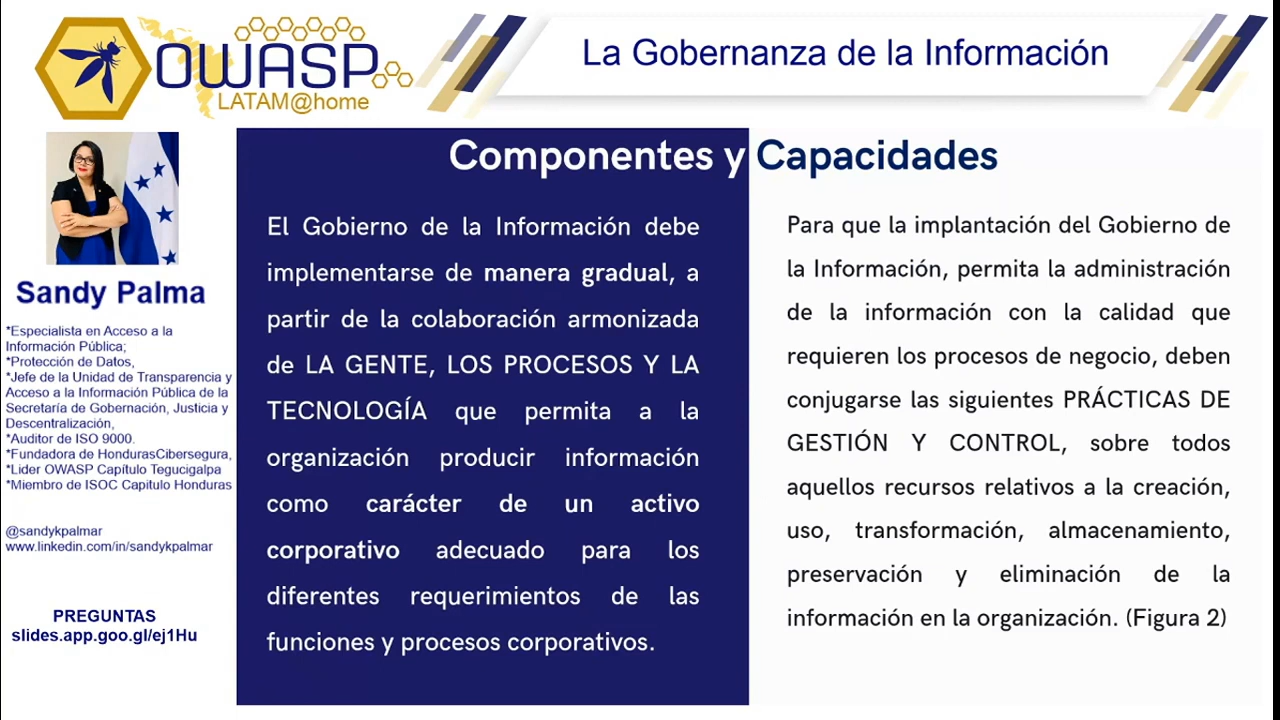 OWASP
LATAM@home
La Gobernanza de la Información
Sandy Palma
*Especialista en Acceso a la
Información Pública;
*Protección de Datos,
*Jefe de la Unidad de Transparencia y
Acceso a la Información Pública de la
Secretaría de Gobernación, Justicia y
Descentralización,
*Auditor de ISO 9000.
*Fundadora de HondurasCibersegura,
*Lider OWASP Capítulo Tegucigalpa
*Miembro de ISOC Capitulo Honduras
@sandykpalmar
www.linkedin.com/in/sandykpalmar
PREGUNTAS
slides.app.goo.gl/ej1Hu
Componentes y Capacidades
El Gobierno de la Información debe
implementarse de manera gradual, a
partir de la colaboración armonizada
de LA GENTE, LOS PROCESOS Y LA
TECNOLOGÍA que permita a la
organización producir información
como carácter de un activo
corporativo adecuado para los
diferentes requerimientos de las
funciones y procesos corporativos.
Para que la implantación del Gobierno de
la Información, permita la administración
de la información con la calidad que
requieren los procesos de negocio, deben
conjugarse las siguientes PRÁCTICAS DE
GESTIÓN Y CONTROL, sobre todos
aquellos recursos relativos a la creación,
uso, transformación, almacenamiento,
preservación y eliminación de la
información en la organización. (Figura 2)